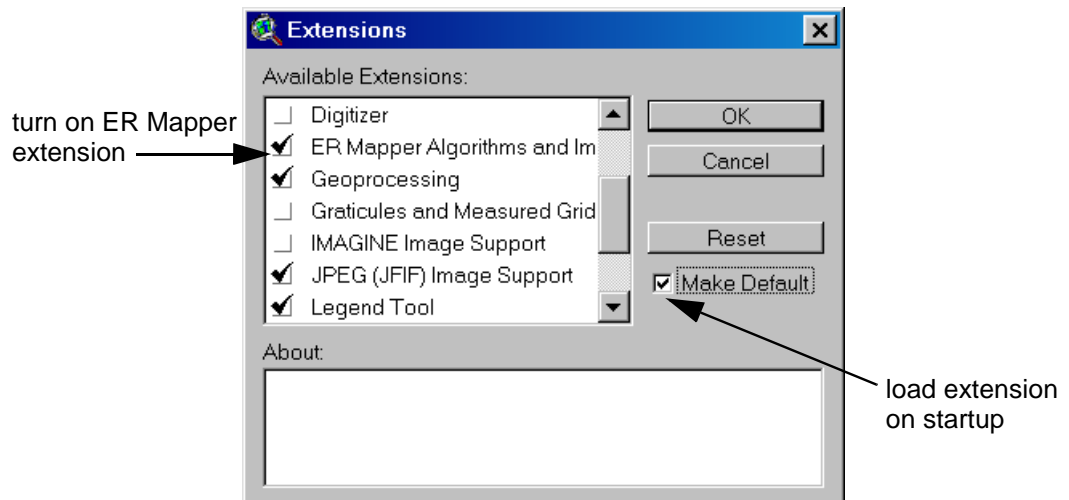 Extensions
Available Extensions:
turn on ER Mapper
extension
Digitizer
ER Mapper Algorithms and Im
Geoprocessing
Graticules and Measured Grid
IMAGINE Image Support
JPEG (JFIF) Image Support
Legend Tool
OK
Cancel
Reset
Make Default
About:
load extension
on startup